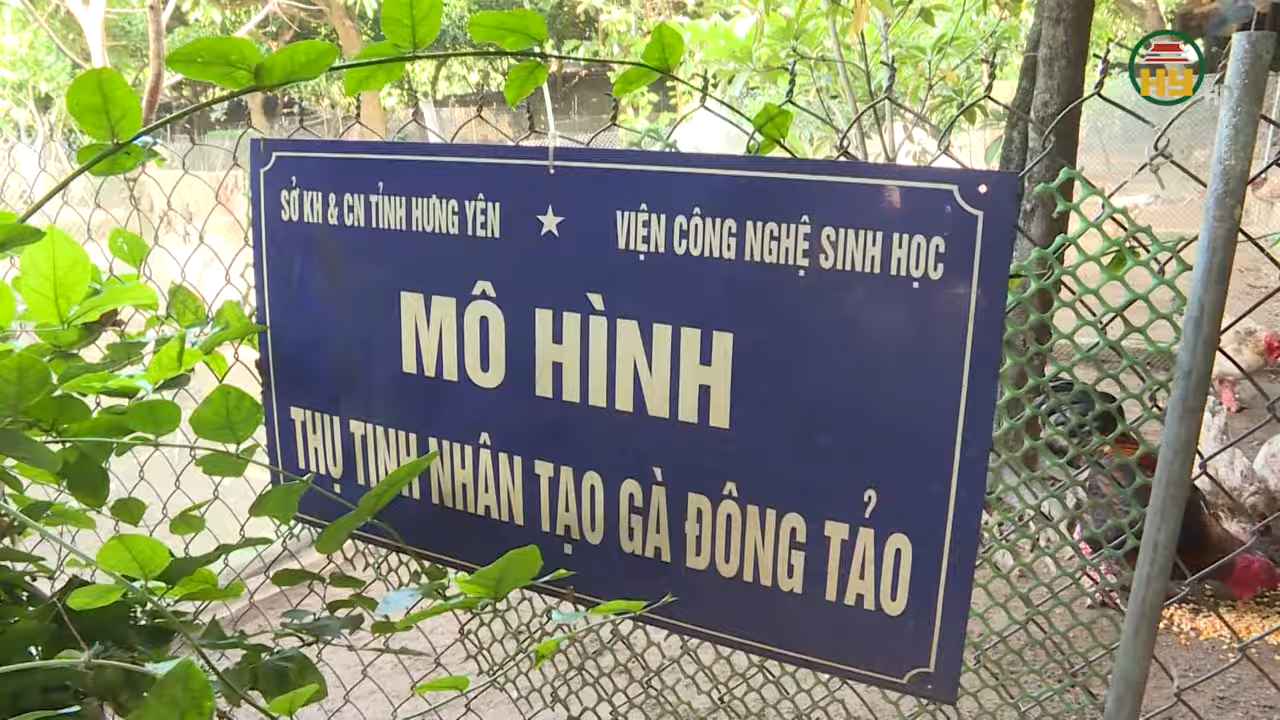 SỞ KH & CN TỈNH HƯNG YÊN ★ VIỆN CÔNG NGHỆ SINH HỌC
MÔ HÌNH
THỤ TINH NHÂN TẠO GÀ ĐÔNG TẢO
HY